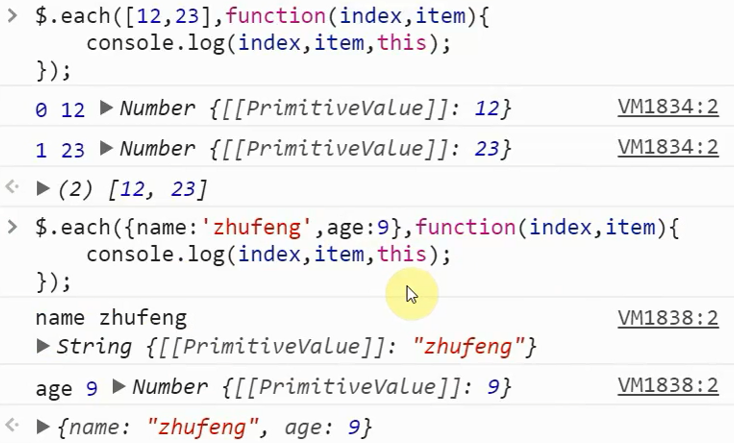 > $.each([12,23],function(index,item){
console.log(index,item,this);
});
0 12 ▶Number {[[PrimitiveValue]]: 12} VM1834:2
1 23 ▶Number {[[PrimitiveValue]]: 23} VM1834:2
▶(2) [12, 23]
> $.each({name:'zhufeng',age:9},function(index,item){
console.log(index,item,this);
});
name zhufeng VM1838:2
▶String {[[PrimitiveValue]]: "zhufeng"}
age 9 ▶Number {[[PrimitiveValue]]: 9} VM1838:2
▶{name: "zhufeng", age: 9}